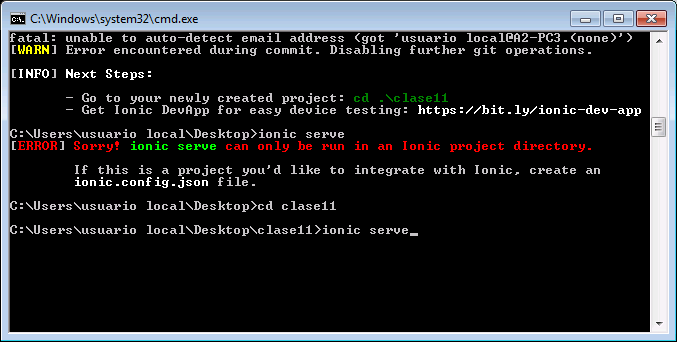 C:\Windows\system32\cmd.exe
fatal: unable to auto-detect email address (got 'usuario local@A2-PC3.(none)')
[WARN] Error encountered during commit. Disabling further git operations.
[INFO] Next Steps:
- Go to your newly created project: cd .\clase11
- Get Ionic DevApp for easy device testing: https://bit.ly/ionic-dev-app
C:\Users\usuario local\Desktop>ionic serve
[ERROR] Sorry! ionic serve can only be run in an Ionic project directory.
If this is a project you'd like to integrate with Ionic, create an
ionic.config.json file.
C:\Users\usuario local\Desktop>cd clase11
C:\Users\usuario local\Desktop\clase11>ionic serve_